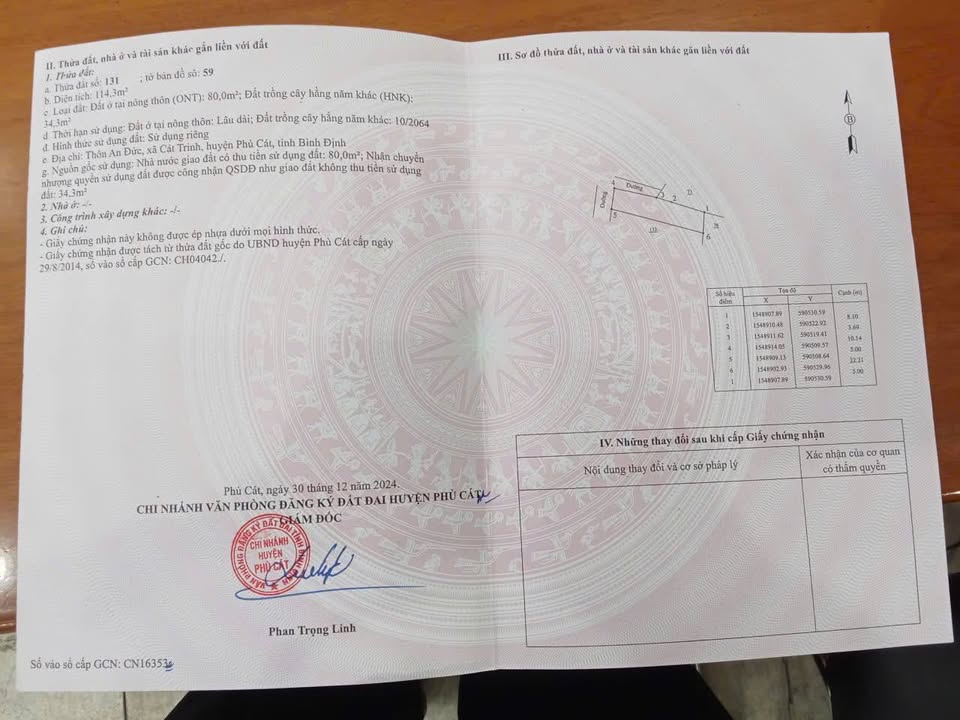 II. Thửa đất, nhà ở và tài sản khác gắn liền với đất
1. Thửa đất:
a. Thửa đất số: 131 ; tờ bản đồ số: 59
b. Diện tích: 114,3m²
c. Loại đất: Đất ở tại nông thôn (ONT): 80,0m²; Đất trồng cây hằng năm khác (HNK):
34,3m²
d. Thời hạn sử dụng: Đất ở tại nông thôn: Lâu dài; Đất trồng cây hằng năm khác: 10/2064
đ. Hình thức sử dụng đất: Sử dụng riêng
e. Địa chỉ: Thôn An Đức, xã Cát Trinh, huyện Phù Cát, tỉnh Bình Định
g. Nguồn gốc sử dụng: Nhà nước giao đất có thu tiền sử dụng đất: 80,0m²; Nhận chuyển
nhượng quyền sử dụng đất được công nhận QSDĐ như giao đất không thu tiền sử dụng
đất: 34,3m²
2. Nhà ở: -/-
3. Công trình xây dựng khác: -/-
4. Ghi chú:
- Giấy chứng nhận này không được ép nhựa dưới mọi hình thức.
- Giấy chứng nhận được tách từ thửa đất gốc do UBND huyện Phù Cát cấp ngày
29/8/2014, số vào sổ cấp GCN: CH04042./.
Phù Cát, ngày 30 tháng 12 năm 2024.
CHI NHÁNH VĂN PHÒNG ĐĂNG KÝ ĐẤT ĐAI HUYỆN PHÙ CÁT
GIÁM ĐỐC
VĂN PHÒNG ĐĂNG KÝ ĐẤT ĐAI TỈNH BÌNH ĐỊNH
CHI NHÁNH
HUYỆN
PHÙ CÁT
Phan Trọng Linh
Số vào sổ cấp GCN: CN16353
III. Sơ đồ thửa đất, nhà ở và tài sản khác gắn liền với đất
B
Đường
Đường
4
3
2
1
5
6
Số hiệu điểm Tọa độ Cạnh (m)
X Y
1 1548907.89 590530.59
8.10
2 1548910.48 590522.92
3.69
3 1548911.62 590519.41
10.14
4 1548914.05 590509.57
5.00
5 1548909.13 590508.64
22.21
6 1548902.93 590529.96
5.00
1 1548907.89 590530.59
IV. Những thay đổi sau khi cấp Giấy chứng nhận
Nội dung thay đổi và cơ sở pháp lý
Xác nhận của cơ quan
có thẩm quyền